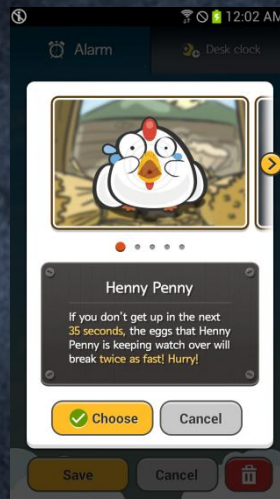 12:02 AM
Alarm
Desk clock
Henny Penny
If you don't get up in the next
35 seconds, the eggs that Henny
Penny is keeping watch over will
break twice as fast! Hurry!
Choose
Cancel
Save
Cancel